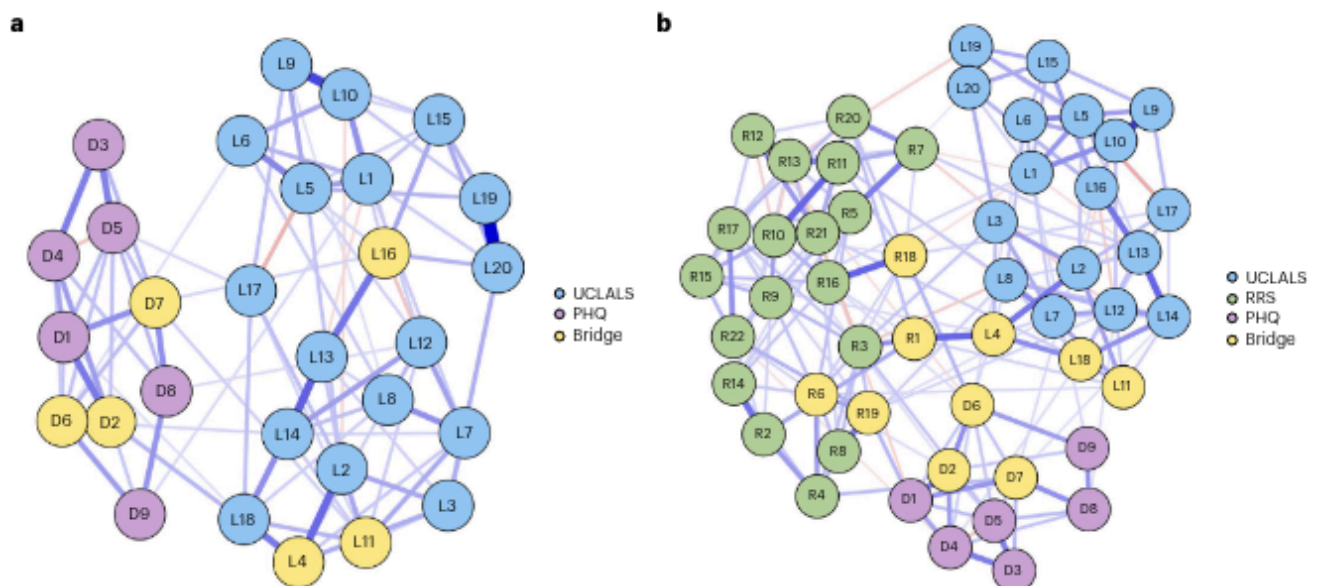 a
b
L9
L10
L15
L6
D3
L1
L5
L19
D5
L16
D4
L20
L17
D7
D1
L13
L12
D8
L8
D6
D2
L14
L7
L2
D9
L18
L3
L11
L4
UCLALS
PHQ
Bridge
L19
L15
L20
L9
R20
L6
L5
R12
L10
R7
R13
R11
L1
L16
R5
L17
L3
R17
R10
R21
L13
R18
R15
L2
L8
R16
R9
L12
L7
L14
R22
R1
L4
R3
L18
R14
L11
R6
R19
D6
R2
R8
D9
D2
D7
R4
D1
D8
D5
D4
D3
UCLALS
RRS
PHQ
Bridge